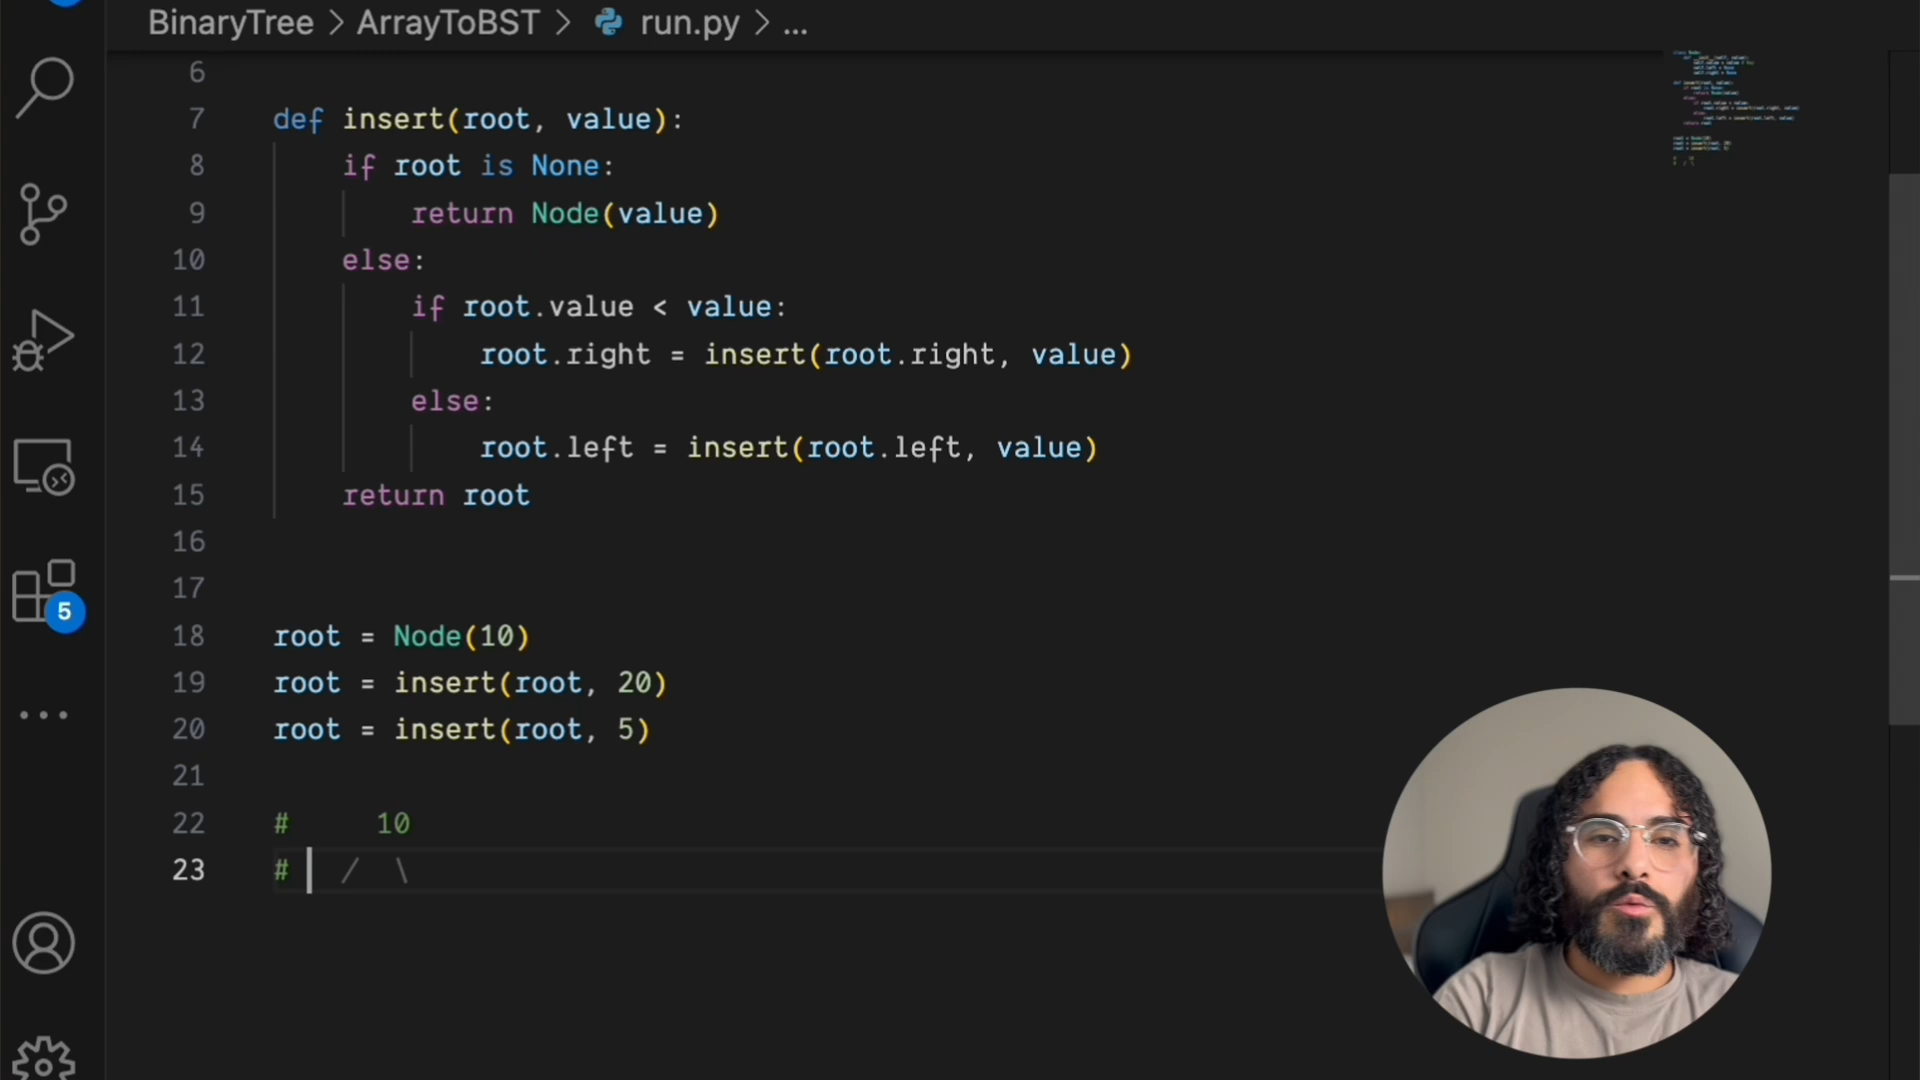 BinaryTree > ArrayToBST > run.py > ...
6
7 def insert(root, value):
8 if root is None:
9 return Node(value)
10 else:
11 if root.value < value:
12 root.right = insert(root.right, value)
13 else:
14 root.left = insert(root.left, value)
15 return root
16
17
18 root = Node(10)
19 root = insert(root, 20)
20 root = insert(root, 5)
21
22 # 10
23 # / \
5